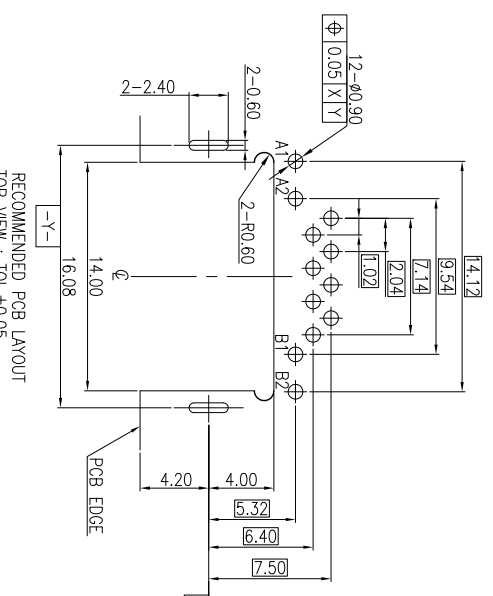 12-Ø0.90
⌖ 0.05 X Y
2-0.60
2-2.40
A1
A2
2-R0.60
1.02
2.04
7.14
9.54
14.12
B1
B2
-Y-
16.08
14.00
℄
4.20
4.00
5.32
6.40
7.50
PCB EDGE
RECOMMENDED PCB LAYOUT
TOP VIEW : TOL ±0.05